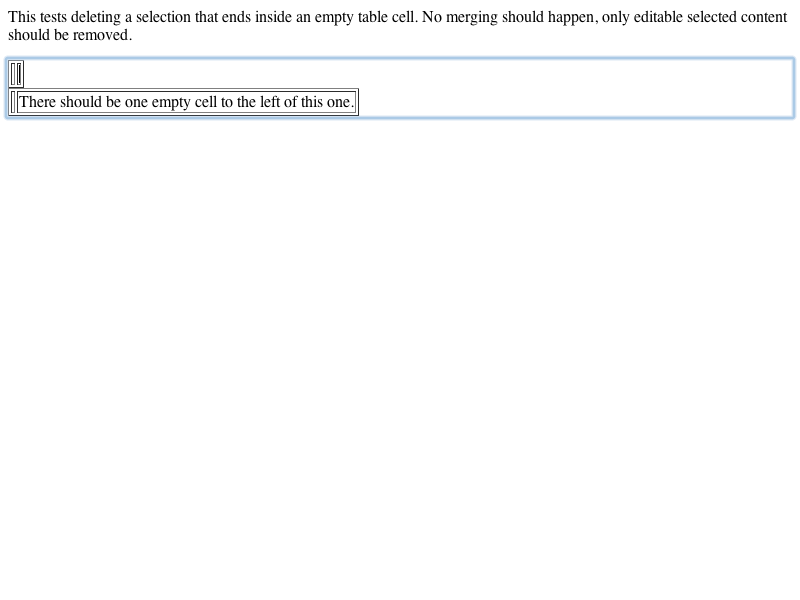 This tests deleting a selection that ends inside an empty table cell. No merging should happen, only editable selected content
should be removed.
There should be one empty cell to the left of this one.